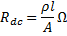 R_dc = ρl/A Ω